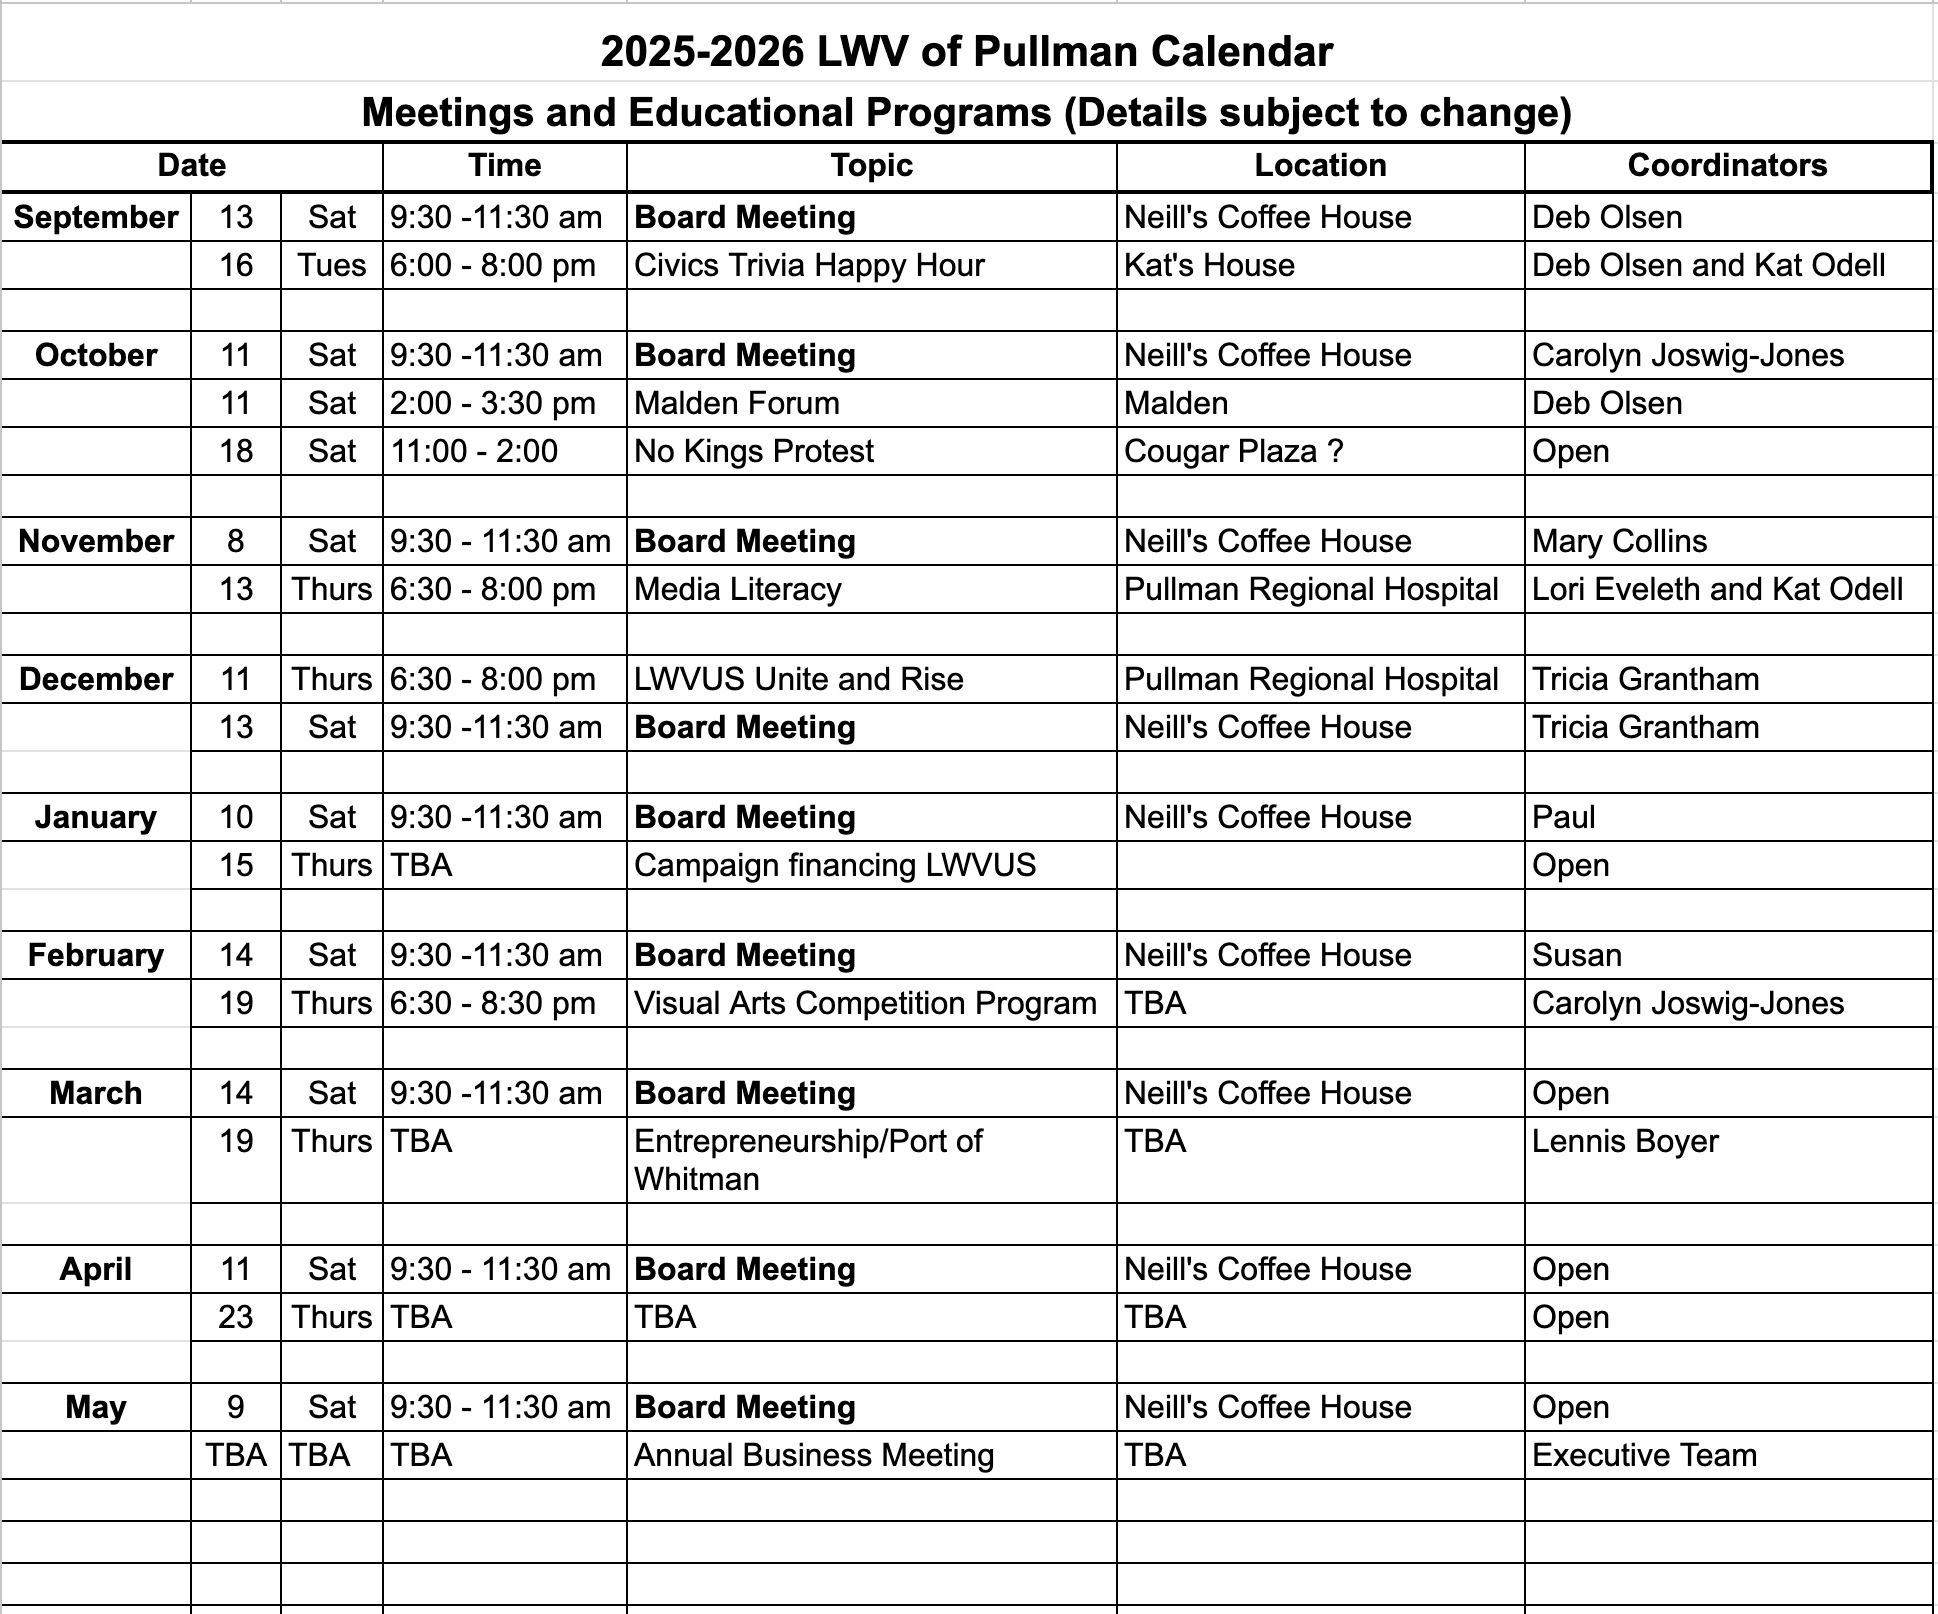 2025-2026 LWV of Pullman Calendar
Meetings and Educational Programs (Details subject to change)
Date Time Topic Location Coordinators
September 13 Sat 9:30 -11:30 am Board Meeting Neill's Coffee House Deb Olsen
16 Tues 6:00 - 8:00 pm Civics Trivia Happy Hour Kat's House Deb Olsen and Kat Odell
October 11 Sat 9:30 -11:30 am Board Meeting Neill's Coffee House Carolyn Joswig-Jones
11 Sat 2:00 - 3:30 pm Malden Forum Malden Deb Olsen
18 Sat 11:00 - 2:00 No Kings Protest Cougar Plaza ? Open
November 8 Sat 9:30 - 11:30 am Board Meeting Neill's Coffee House Mary Collins
13 Thurs 6:30 - 8:00 pm Media Literacy Pullman Regional Hospital Lori Eveleth and Kat Odell
December 11 Thurs 6:30 - 8:00 pm LWVUS Unite and Rise Pullman Regional Hospital Tricia Grantham
13 Sat 9:30 -11:30 am Board Meeting Neill's Coffee House Tricia Grantham
January 10 Sat 9:30 -11:30 am Board Meeting Neill's Coffee House Paul
15 Thurs TBA Campaign financing LWVUS Open
February 14 Sat 9:30 -11:30 am Board Meeting Neill's Coffee House Susan
19 Thurs 6:30 - 8:30 pm Visual Arts Competition Program TBA Carolyn Joswig-Jones
March 14 Sat 9:30 -11:30 am Board Meeting Neill's Coffee House Open
19 Thurs TBA Entrepreneurship/Port of TBA Lennis Boyer
Whitman
April 11 Sat 9:30 - 11:30 am Board Meeting Neill's Coffee House Open
23 Thurs TBA TBA TBA Open
May 9 Sat 9:30 - 11:30 am Board Meeting Neill's Coffee House Open
TBA TBA TBA Annual Business Meeting TBA Executive Team